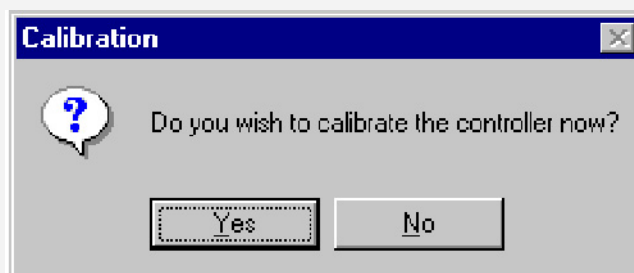 Calibration
Do you wish to calibrate the controller now?
Yes No